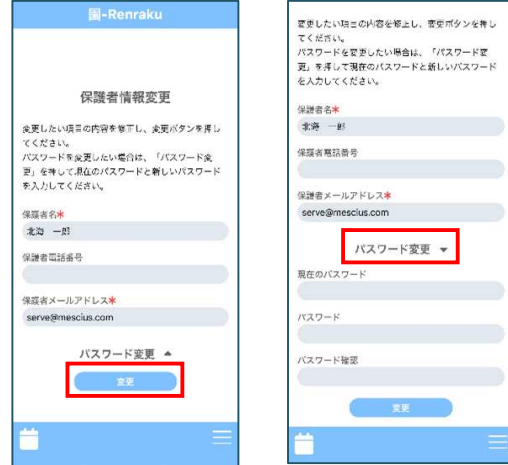 園-Renraku
保護者情報変更
変更したい項目の内容を修正し、変更ボタンを押し
てください。
パスワードを変更したい場合は、「パスワード変
更」を押して現在のパスワードと新しいパスワード
を入力してください。
保護者名*
北海 一郎
保護者電話番号
保護者メールアドレス*
serve@mescius.com
パスワード変更 ▲
変更
変更したい項目の内容を修正し、変更ボタンを押し
てください。
パスワードを変更したい場合は、「パスワード変
更」を押して現在のパスワードと新しいパスワード
を入力してください。
保護者名*
北海 一郎
保護者電話番号
保護者メールアドレス*
serve@mescius.com
パスワード変更 ▼
現在のパスワード
パスワード
パスワード確認
変更